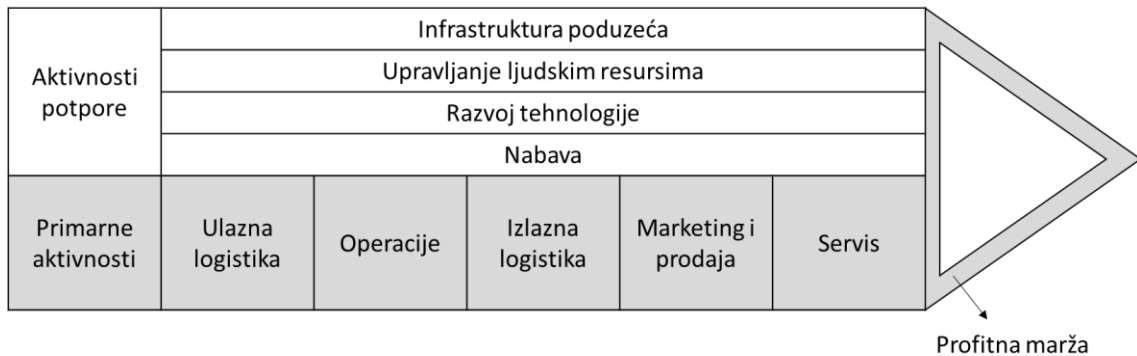 Infrastruktura poduzeća
Upravljanje ljudskim resursima
Razvoj tehnologije
Nabava
Aktivnosti
potpore
Primarne
aktivnosti
Ulazna
logistika
Operacije
Izlazna
logistika
Marketing i
prodaja
Servis
Profitna marža